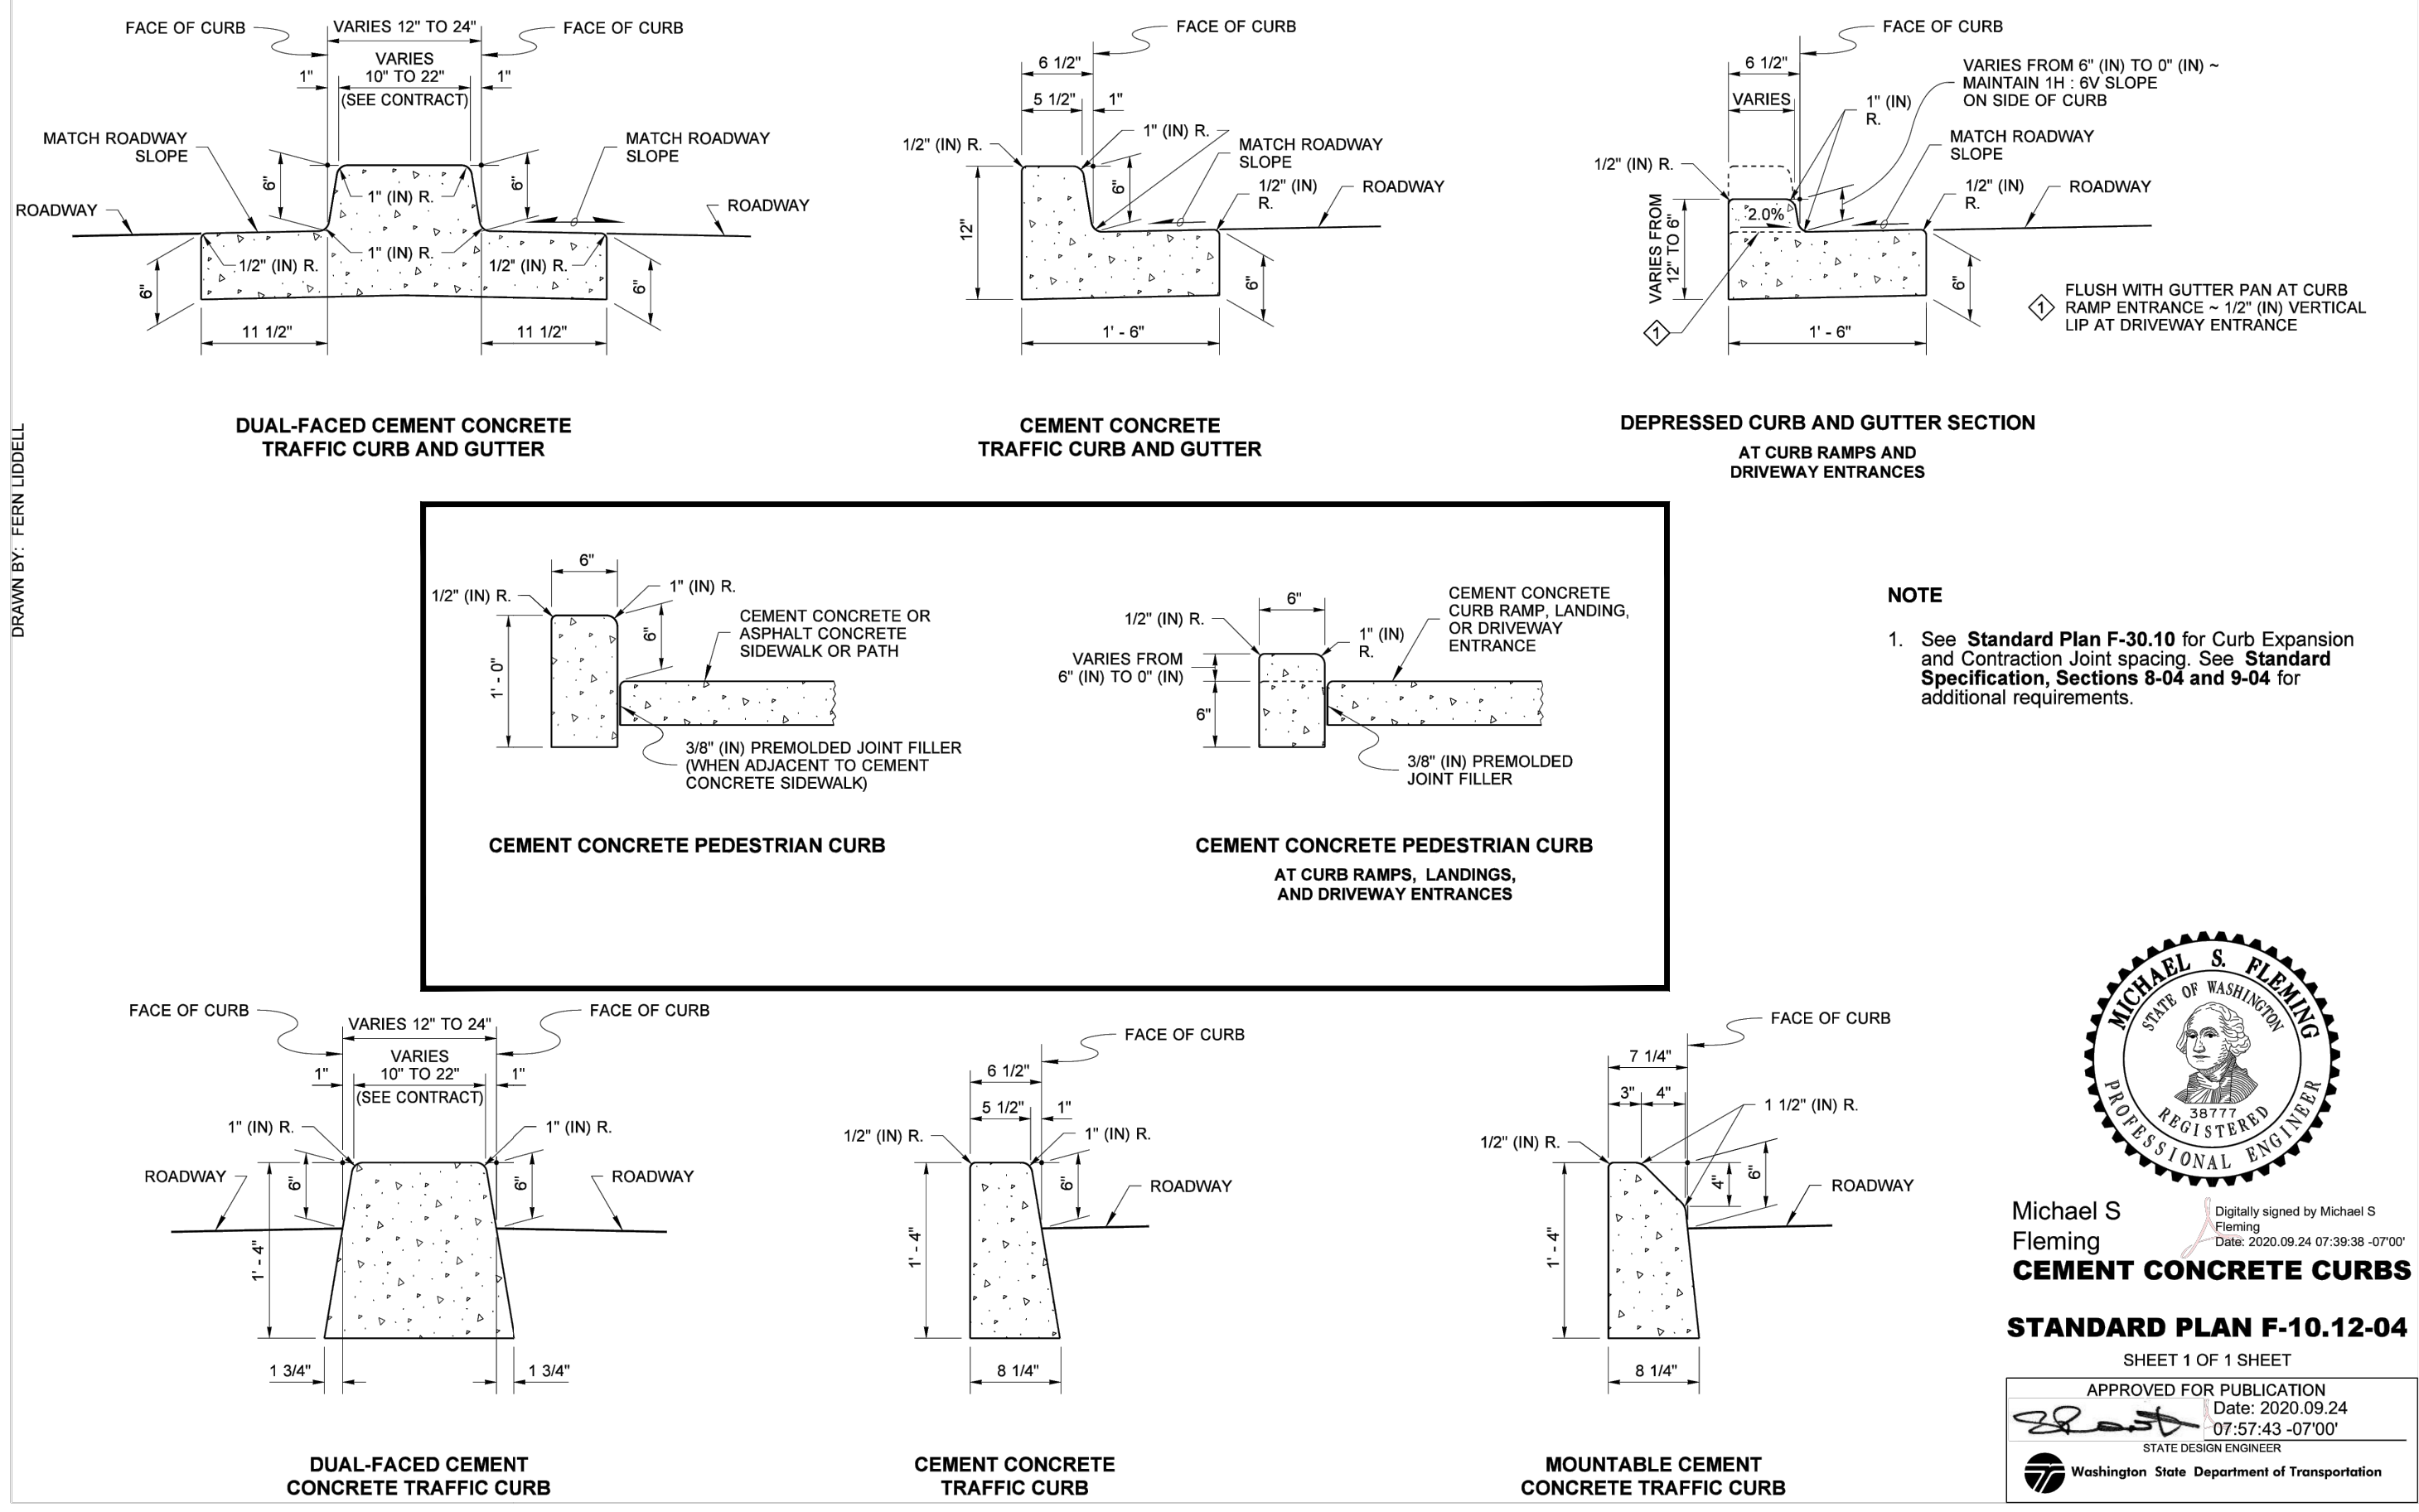 FACE OF CURB
VARIES 12" TO 24"
FACE OF CURB
VARIES
1"
10" TO 22"
1"
(SEE CONTRACT)
MATCH ROADWAY
SLOPE
MATCH ROADWAY
SLOPE
6"
6"
1" (IN) R.
ROADWAY
ROADWAY
1" (IN) R.
1/2" (IN) R.
1/2" (IN) R.
6"
6"
11 1/2"
11 1/2"
DUAL-FACED CEMENT CONCRETE
TRAFFIC CURB AND GUTTER
FACE OF CURB
6 1/2"
5 1/2"
1"
1" (IN) R.
1/2" (IN) R.
MATCH ROADWAY
SLOPE
6"
1/2" (IN)
R.
ROADWAY
12"
6"
1' - 6"
CEMENT CONCRETE
TRAFFIC CURB AND GUTTER
FACE OF CURB
6 1/2"
VARIES FROM 6" (IN) TO 0" (IN) ~
MAINTAIN 1H : 6V SLOPE
ON SIDE OF CURB
VARIES
1" (IN)
R.
MATCH ROADWAY
SLOPE
1/2" (IN) R.
1/2" (IN)
R.
ROADWAY
2.0%
VARIES FROM
12" TO 6"
6"
1
1' - 6"
1
FLUSH WITH GUTTER PAN AT CURB
RAMP ENTRANCE ~ 1/2" (IN) VERTICAL
LIP AT DRIVEWAY ENTRANCE
DEPRESSED CURB AND GUTTER SECTION
AT CURB RAMPS AND
DRIVEWAY ENTRANCES
DRAWN BY: FERN LIDDELL
6"
1/2" (IN) R.
1" (IN) R.
CEMENT CONCRETE OR
ASPHALT CONCRETE
SIDEWALK OR PATH
6"
1' - 0"
3/8" (IN) PREMOLDED JOINT FILLER
(WHEN ADJACENT TO CEMENT
CONCRETE SIDEWALK)
CEMENT CONCRETE PEDESTRIAN CURB
6"
CEMENT CONCRETE
CURB RAMP, LANDING,
OR DRIVEWAY
ENTRANCE
1/2" (IN) R.
1" (IN)
R.
VARIES FROM
6" (IN) TO 0" (IN)
6"
3/8" (IN) PREMOLDED
JOINT FILLER
CEMENT CONCRETE PEDESTRIAN CURB
AT CURB RAMPS, LANDINGS,
AND DRIVEWAY ENTRANCES
NOTE
1. See Standard Plan F-30.10 for Curb Expansion
and Contraction Joint spacing. See Standard
Specification, Sections 8-04 and 9-04 for
additional requirements.
FACE OF CURB
VARIES 12" TO 24"
FACE OF CURB
VARIES
1"
10" TO 22"
1"
(SEE CONTRACT)
1" (IN) R.
1" (IN) R.
ROADWAY
6"
6"
ROADWAY
1' - 4"
1 3/4"
1 3/4"
DUAL-FACED CEMENT
CONCRETE TRAFFIC CURB
FACE OF CURB
6 1/2"
5 1/2"
1"
1/2" (IN) R.
1" (IN) R.
6"
ROADWAY
1' - 4"
8 1/4"
CEMENT CONCRETE
TRAFFIC CURB
FACE OF CURB
7 1/4"
3"
4"
1 1/2" (IN) R.
1/2" (IN) R.
4"
6"
ROADWAY
1' - 4"
8 1/4"
MOUNTABLE CEMENT
CONCRETE TRAFFIC CURB
MICHAEL S. FLEMING
STATE OF WASHINGTON
38777
REGISTERED
PROFESSIONAL ENGINEER
Michael S
Fleming
Digitally signed by Michael S
Fleming
Date: 2020.09.24 07:39:38 -07'00'
CEMENT CONCRETE CURBS
STANDARD PLAN F-10.12-04
SHEET 1 OF 1 SHEET
APPROVED FOR PUBLICATION
Date: 2020.09.24
07:57:43 -07'00'
STATE DESIGN ENGINEER
Washington State Department of Transportation